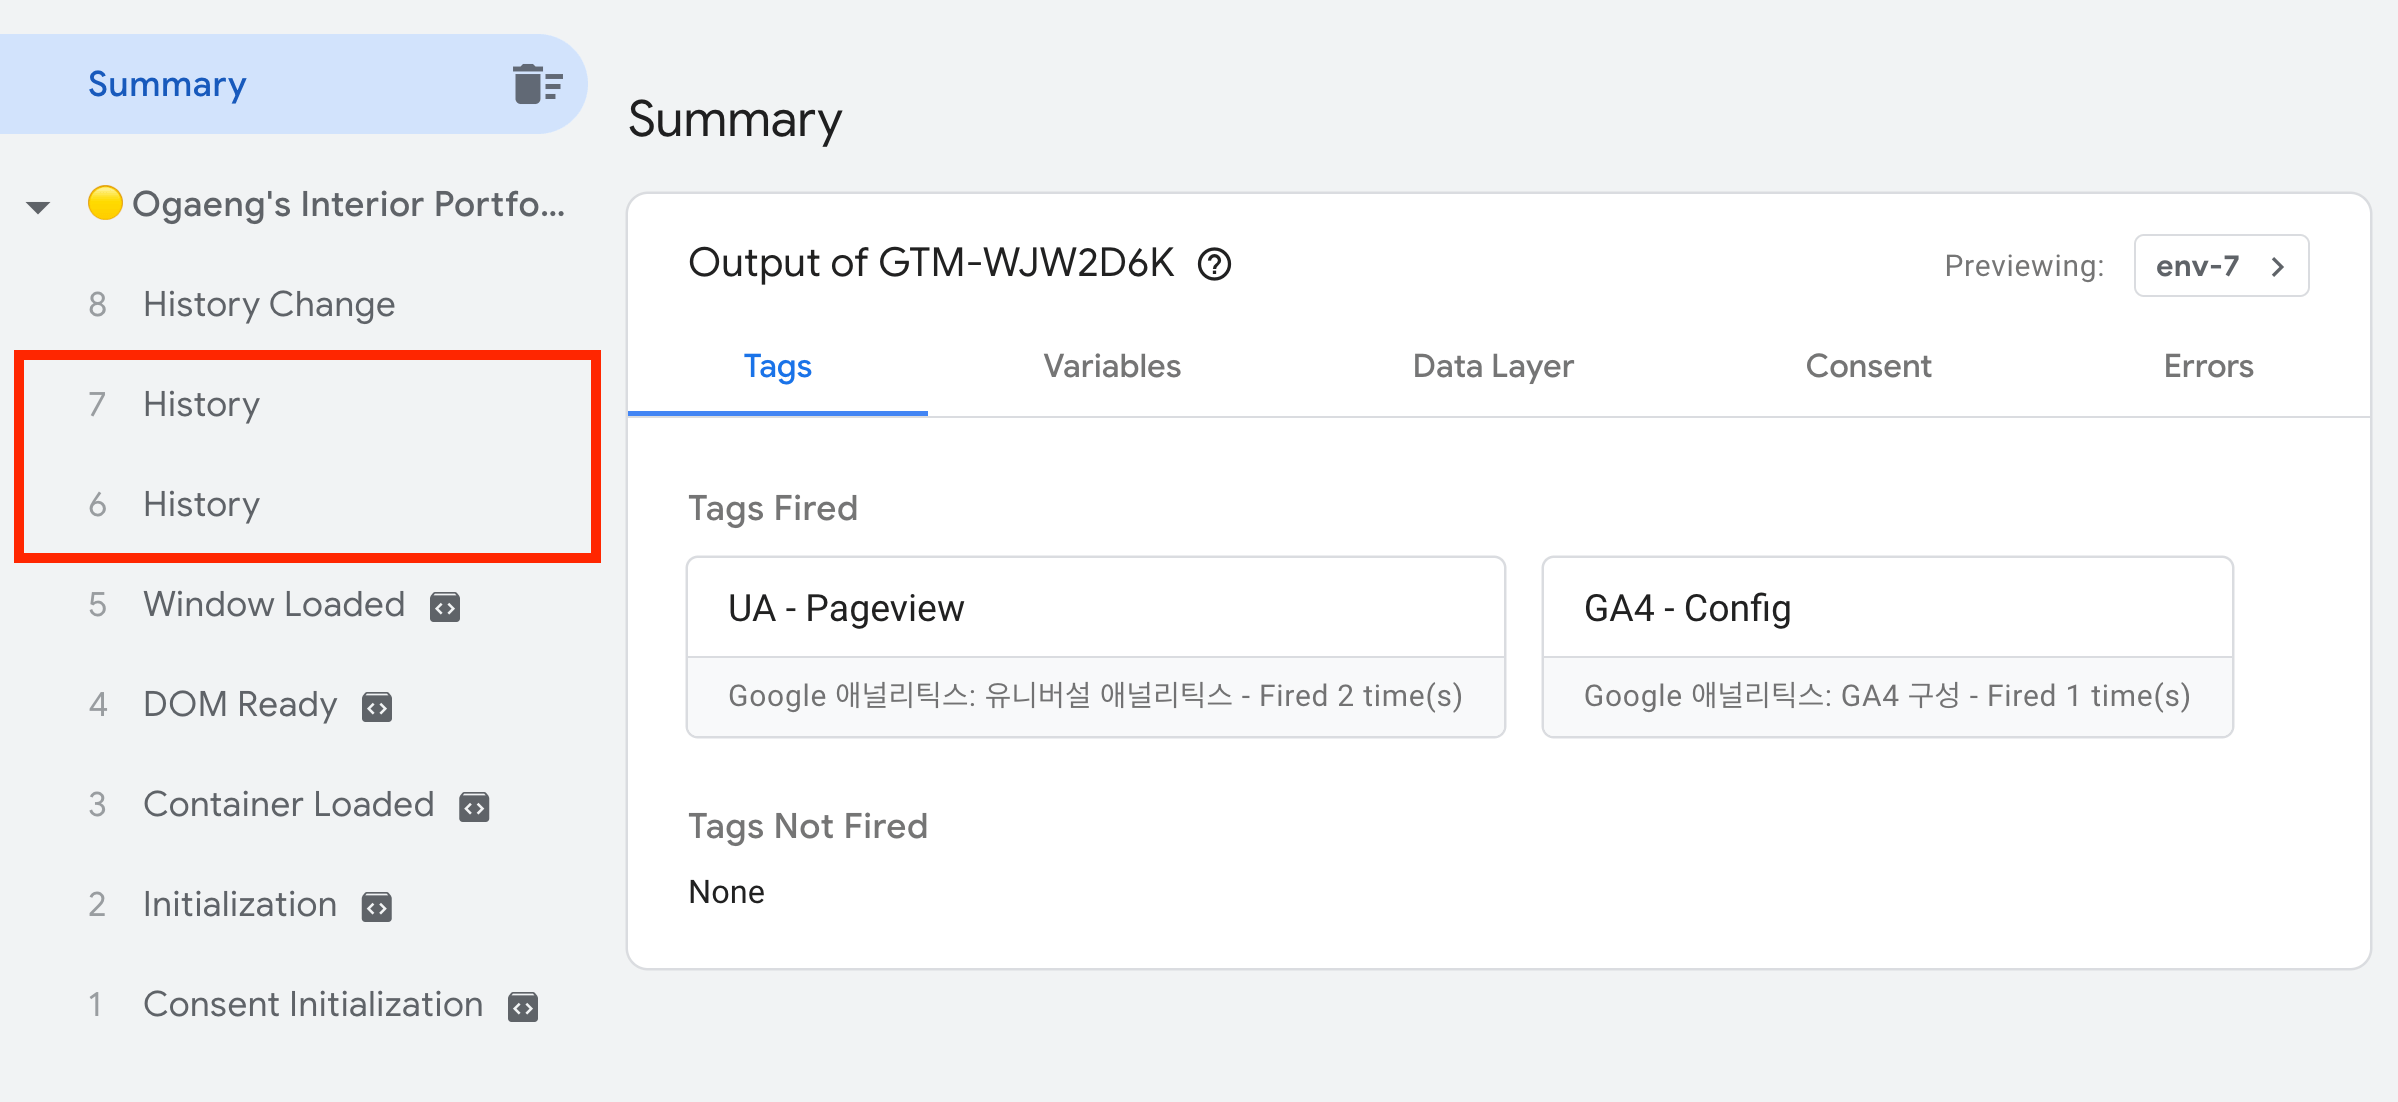 Summary
Ogaeng's Interior Portfo...
8 History Change
7 History
6 History
5 Window Loaded
4 DOM Ready
3 Container Loaded
2 Initialization
1 Consent Initialization
Summary
Output of GTM-WJW2D6K
Previewing: env-7
Tags Variables Data Layer Consent Errors
Tags Fired
UA - Pageview
Google 애널리틱스: 유니버설 애널리틱스 - Fired 2 time(s)
GA4 - Config
Google 애널리틱스: GA4 구성 - Fired 1 time(s)
Tags Not Fired
None